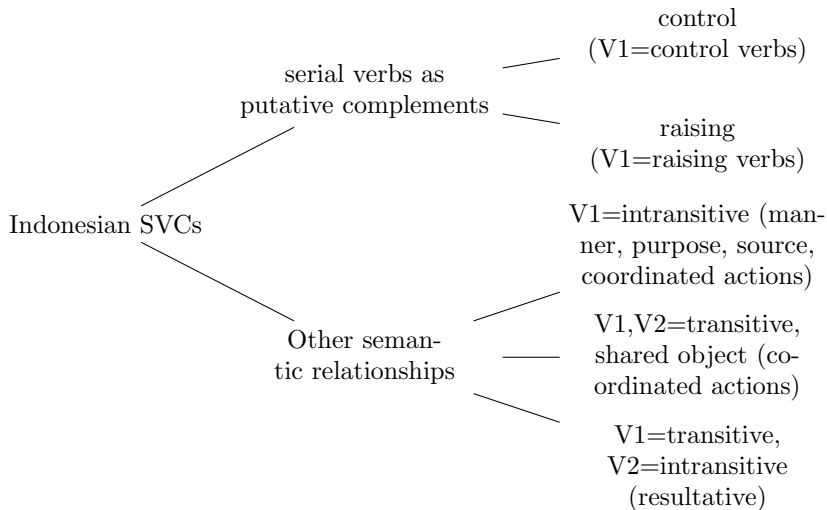 control
(V1=control verbs)
serial verbs as
putative complements
raising
(V1=raising verbs)
Indonesian SVCs
V1=intransitive (man-
ner, purpose, source,
coordinated actions)
Other seman-
tic relationships
V1,V2=transitive,
shared object (co-
ordinated actions)
V1=transitive,
V2=intransitive
(resultative)